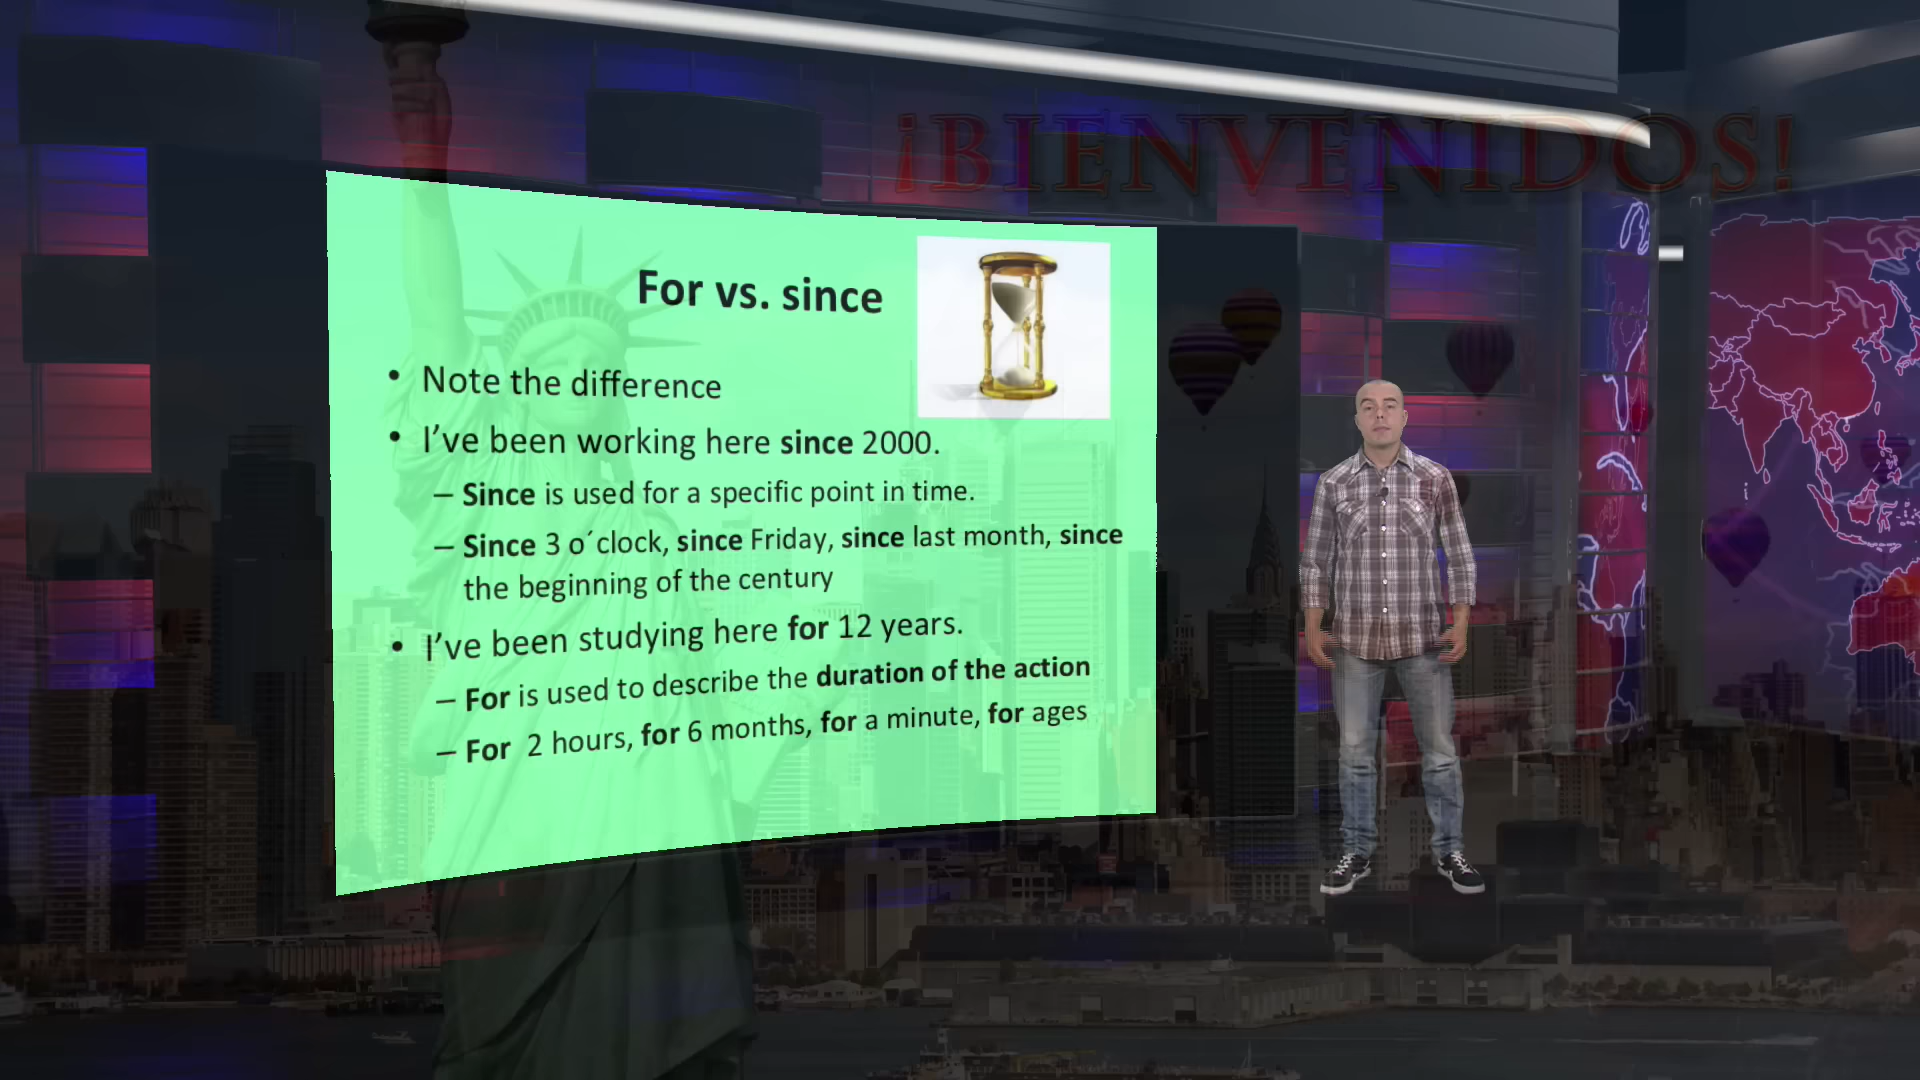 ¡BIENVENIDOS!
For vs. since
• Note the difference
• I’ve been working here since 2000.
– Since is used for a specific point in time.
– Since 3 o´clock, since Friday, since last month, since
the beginning of the century
• I’ve been studying here for 12 years.
– For is used to describe the duration of the action
– For 2 hours, for 6 months, for a minute, for ages